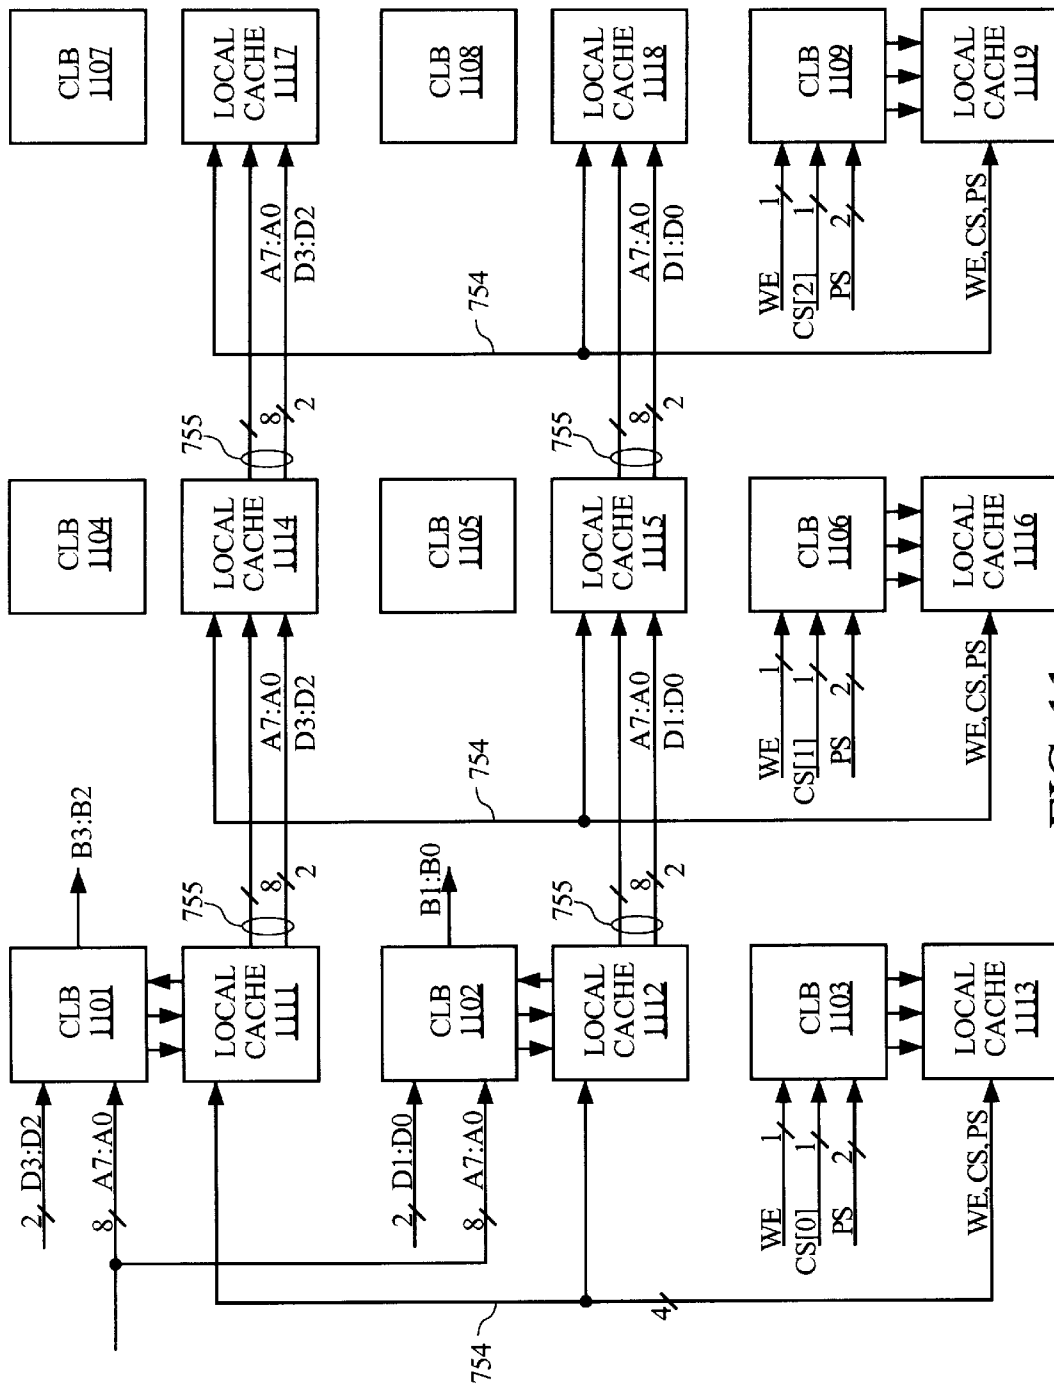 CLB
1107
LOCAL
CACHE
1117
A7:A0
D3:D2
CLB
1108
LOCAL
CACHE
1118
A7:A0
D1:D0
CLB
1109
LOCAL
CACHE
1119
WE
1
CS[2]
1
PS
2
WE, CS, PS
754
755
8
2
755
8
2
CLB
1104
LOCAL
CACHE
1114
A7:A0
D3:D2
CLB
1105
LOCAL
CACHE
1115
A7:A0
D1:D0
CLB
1106
LOCAL
CACHE
1116
WE
1
CS[1]
1
PS
2
WE, CS, PS
754
B3:B2
755
8
2
B1:B0
755
8
2
CLB
1101
LOCAL
CACHE
1111
2
D3:D2
8
A7:A0
CLB
1102
LOCAL
CACHE
1112
2
D1:D0
8
A7:A0
CLB
1103
LOCAL
CACHE
1113
WE
1
CS[0]
1
PS
2
WE, CS, PS
754
4